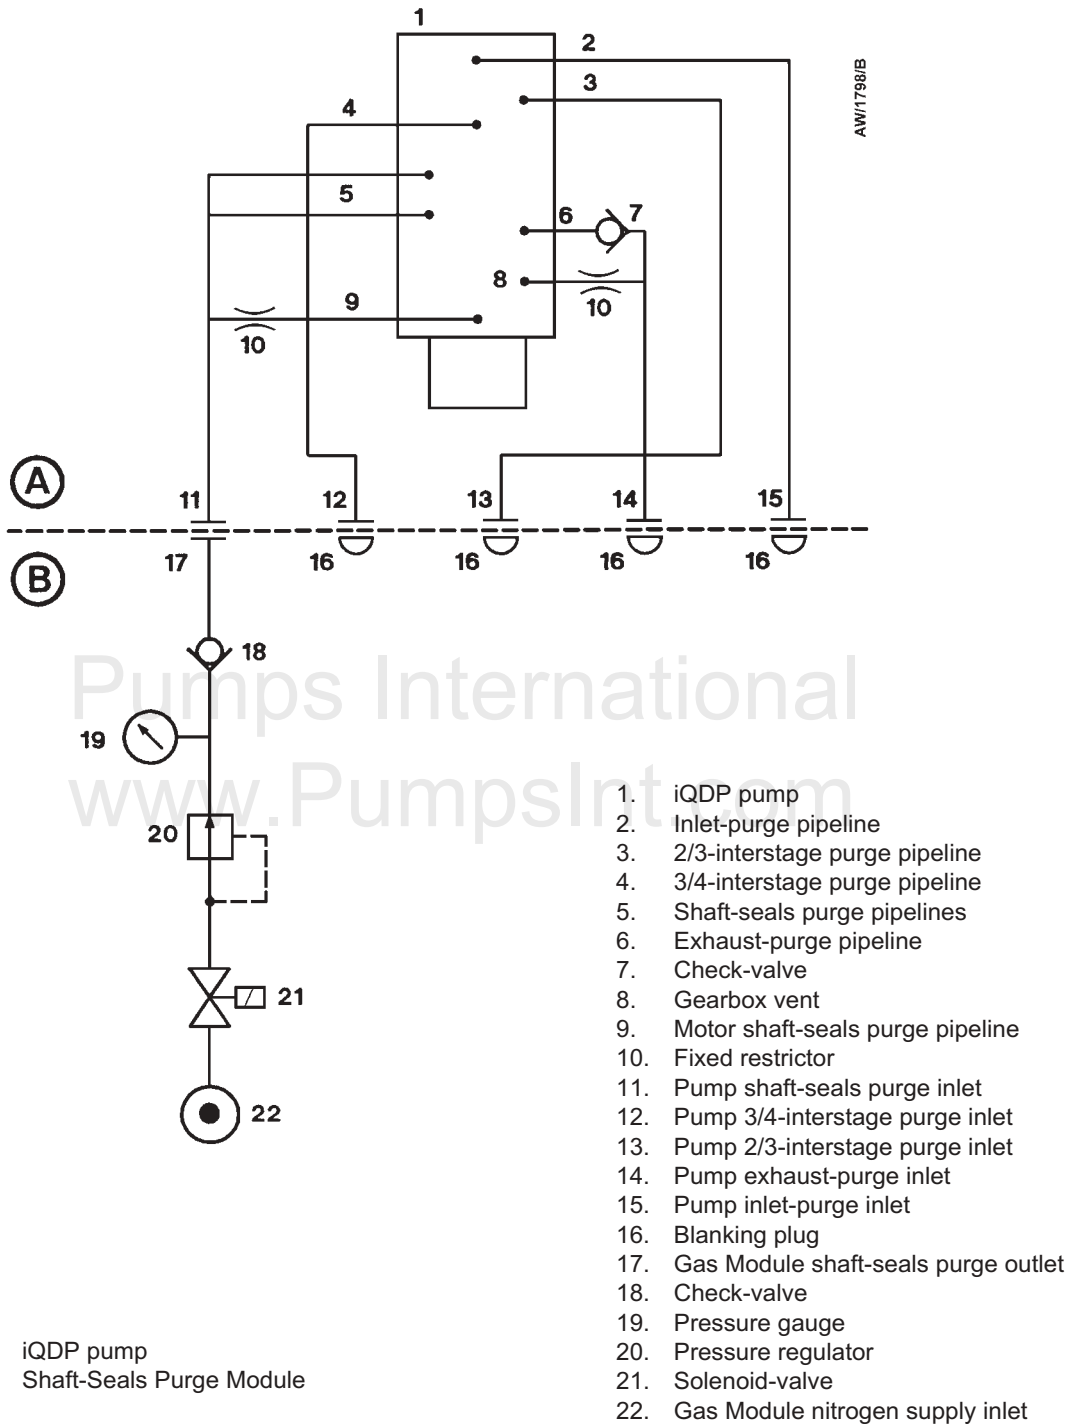 1
2
AW/1798/B
3
4
5
6
7
8
10
9
10
A
11
12
13
14
15
B
17
16
16
16
16
18
Pumps International
19
www.PumpsInt.com
20
21
22
1. iQDP pump
2. Inlet-purge pipeline
3. 2/3-interstage purge pipeline
4. 3/4-interstage purge pipeline
5. Shaft-seals purge pipelines
6. Exhaust-purge pipeline
7. Check-valve
8. Gearbox vent
9. Motor shaft-seals purge pipeline
10. Fixed restrictor
11. Pump shaft-seals purge inlet
12. Pump 3/4-interstage purge inlet
13. Pump 2/3-interstage purge inlet
14. Pump exhaust-purge inlet
15. Pump inlet-purge inlet
16. Blanking plug
17. Gas Module shaft-seals purge outlet
18. Check-valve
19. Pressure gauge
20. Pressure regulator
21. Solenoid-valve
22. Gas Module nitrogen supply inlet
iQDP pump
Shaft-Seals Purge Module